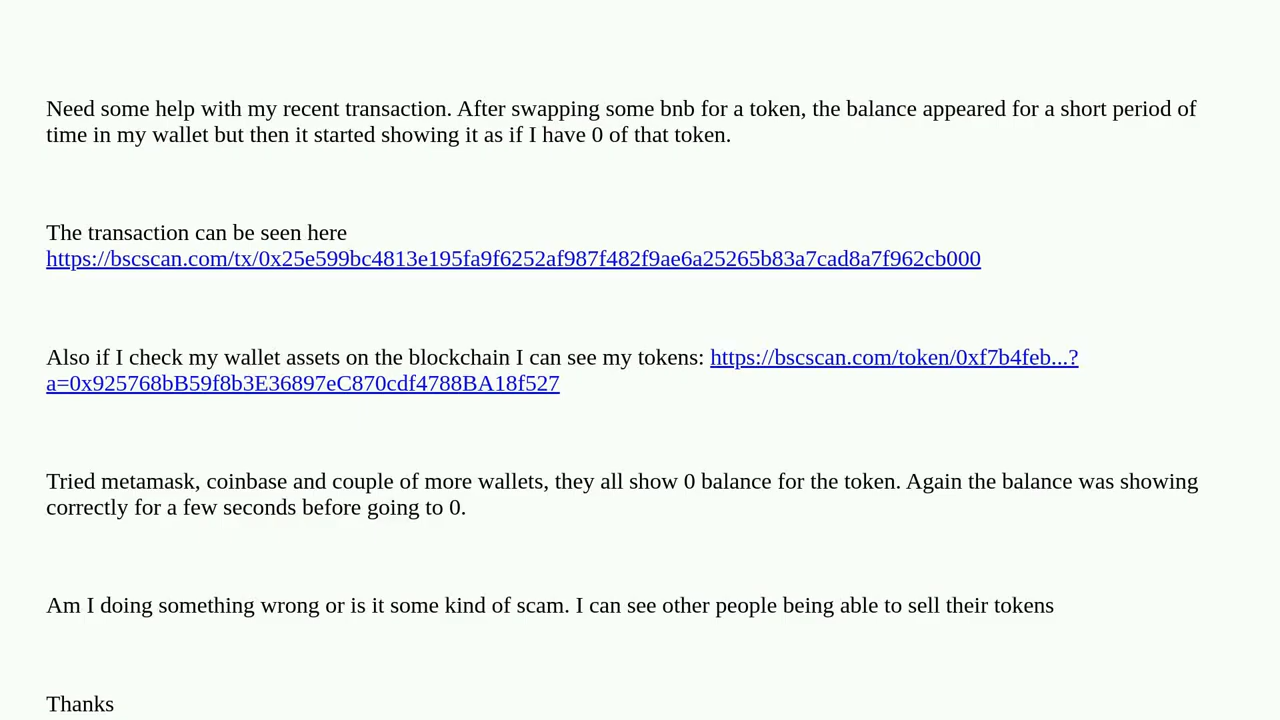 Need some help with my recent transaction. After swapping some bnb for a token, the balance appeared for a short period of
time in my wallet but then it started showing it as if I have 0 of that token.
The transaction can be seen here
https://bscscan.com/tx/0x25e599bc4813e195fa9f6252af987f482f9ae6a25265b83a7cad8a7f962cb000
Also if I check my wallet assets on the blockchain I can see my tokens: https://bscscan.com/token/0xf7b4feb...?
a=0x925768bB59f8b3E36897eC870cdf4788BA18f527
Tried metamask, coinbase and couple of more wallets, they all show 0 balance for the token. Again the balance was showing
correctly for a few seconds before going to 0.
Am I doing something wrong or is it some kind of scam. I can see other people being able to sell their tokens
Thanks